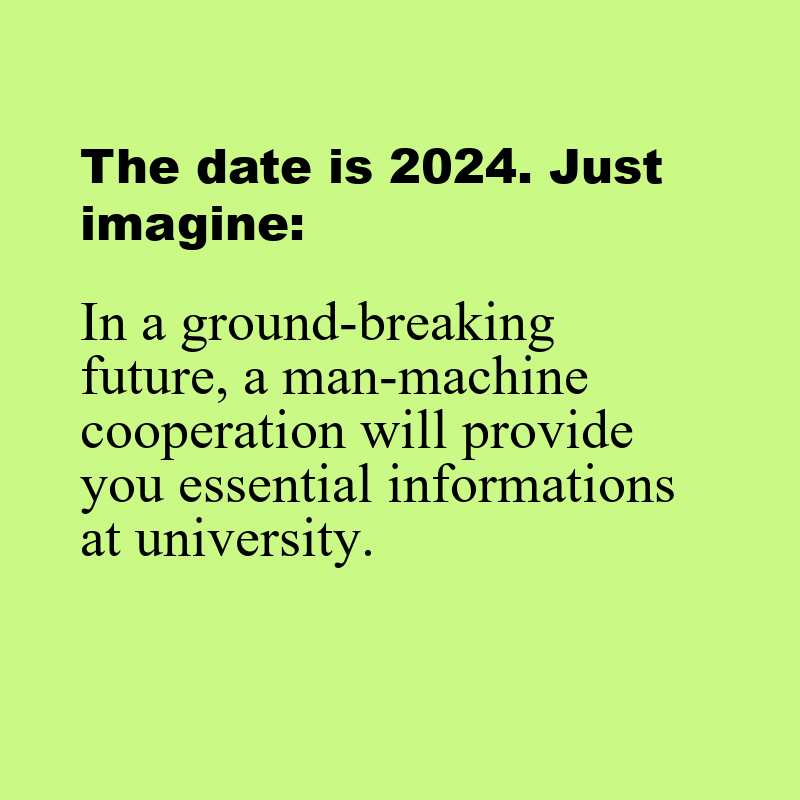 The date is 2024. Just
imagine:
In a ground-breaking
future, a man-machine
cooperation will provide
you essential informations
at university.